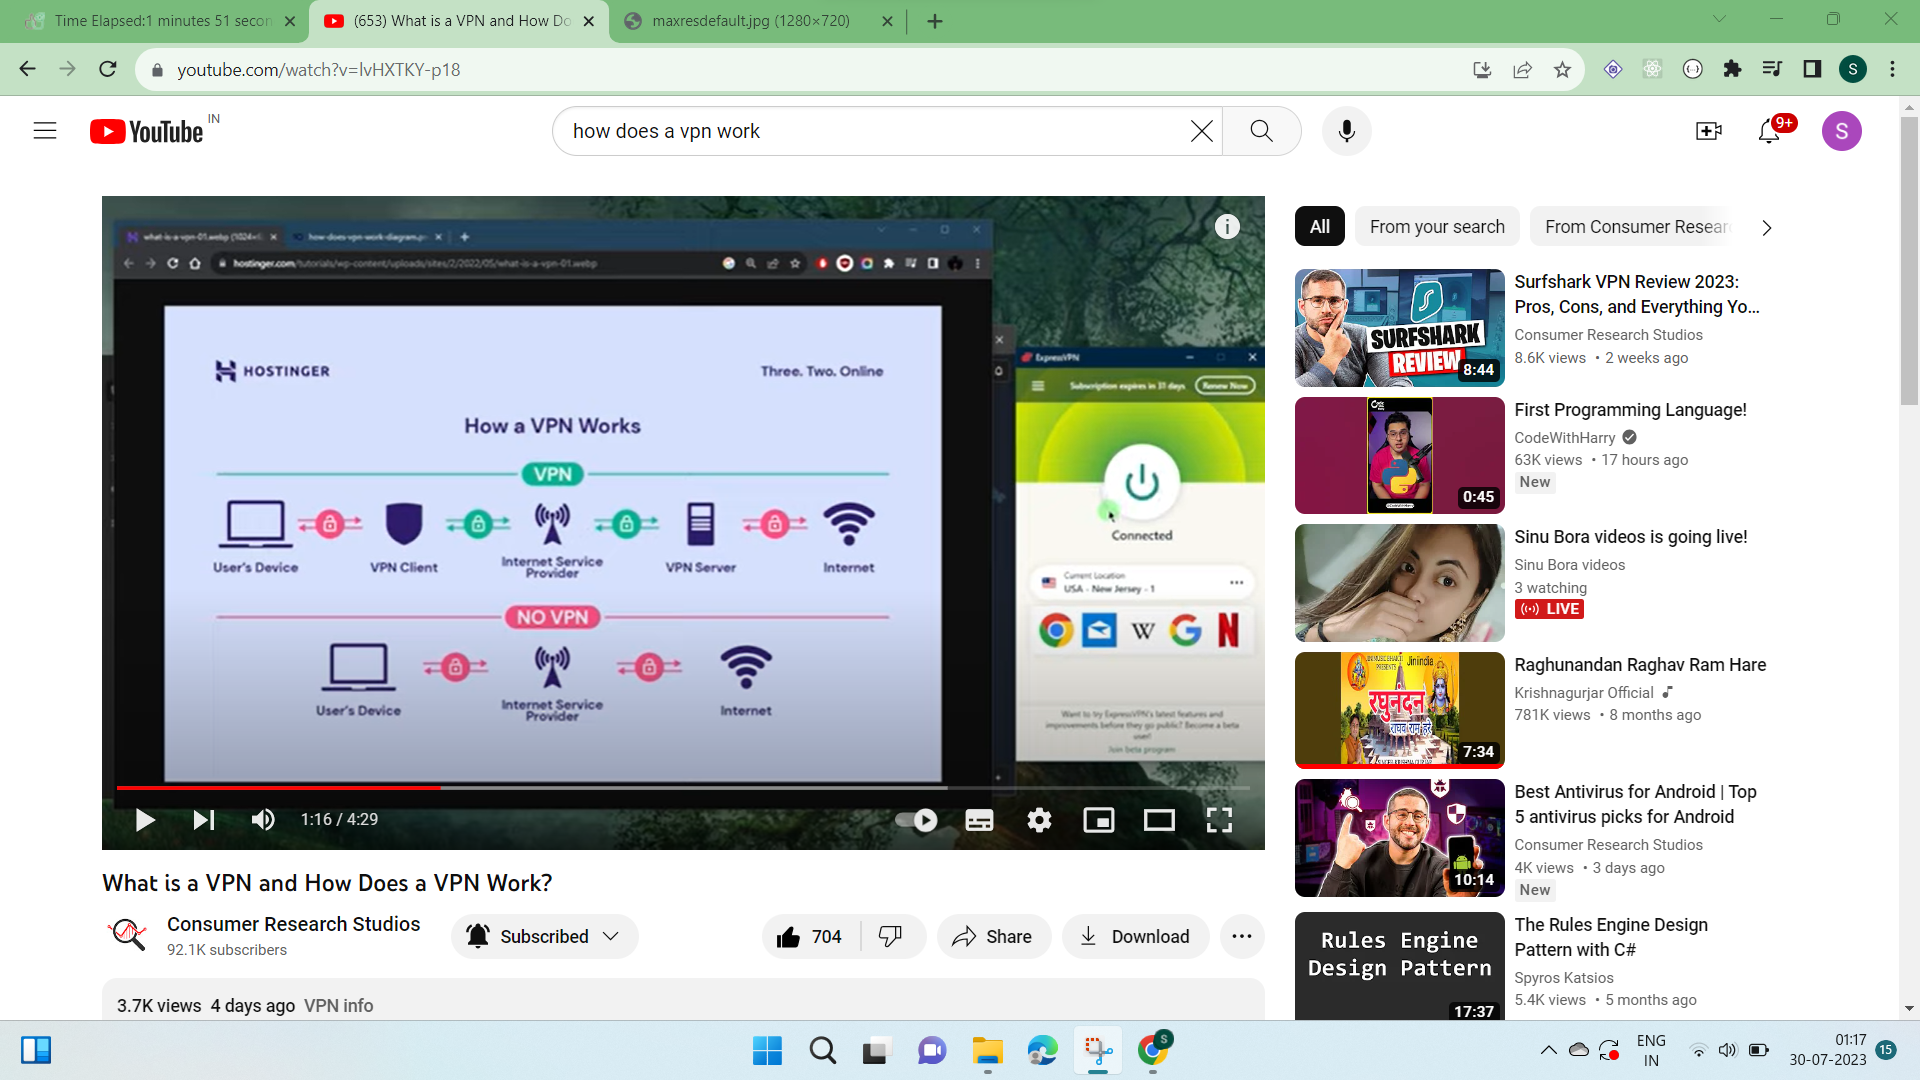 Time Elapsed:1 minutes 51 secon
(653) What is a VPN and How Do
maxresdefault.jpg (1280×720)
youtube.com/watch?v=lvHXTKY-p18
S
YouTube IN
how does a vpn work
9+
S
what-is-a-vpn-01.webp (1024×
how-does-vpn-work-diagram.p
hostinger.com/tutorials/wp-content/uploads/sites/2/2022/05/what-is-a-vpn-01.webp
HOSTINGER
Three. Two. Online
How a VPN Works
VPN
User's Device
VPN Client
Internet Service
Provider
VPN Server
Internet
NO VPN
User's Device
Internet Service
Provider
Internet
ExpressVPN
Subscription expires in 31 days
Renew Now
Connected
Current Location
USA - New Jersey - 1
W
G
N
Want to try ExpressVPN's latest features and
improvements before they go public? Become a beta
user!
Join beta program
1:16 / 4:29
What is a VPN and How Does a VPN Work?
Consumer Research Studios
92.1K subscribers
Subscribed
704
Share
Download
3.7K views 4 days ago VPN info
All
From your search
From Consumer Resear
SURFSHARK
REVIEW
8:44
Surfshark VPN Review 2023:
Pros, Cons, and Everything Yo...
Consumer Research Studios
8.6K views • 2 weeks ago
0:45
First Programming Language!
CodeWithHarry
63K views • 17 hours ago
New
Sinu Bora videos is going live!
Sinu Bora videos
3 watching
LIVE
Jiniindia
रघुनंदन
राघव राम हरे
7:34
Raghunandan Raghav Ram Hare
Krishnagurjar Official
781K views • 8 months ago
10:14
Best Antivirus for Android | Top
5 antivirus picks for Android
Consumer Research Studios
4K views • 3 days ago
New
Rules Engine
Design Pattern
17:37
The Rules Engine Design
Pattern with C#
Spyros Katsios
5.4K views • 5 months ago
S
ENG
IN
01:17
30-07-2023
15